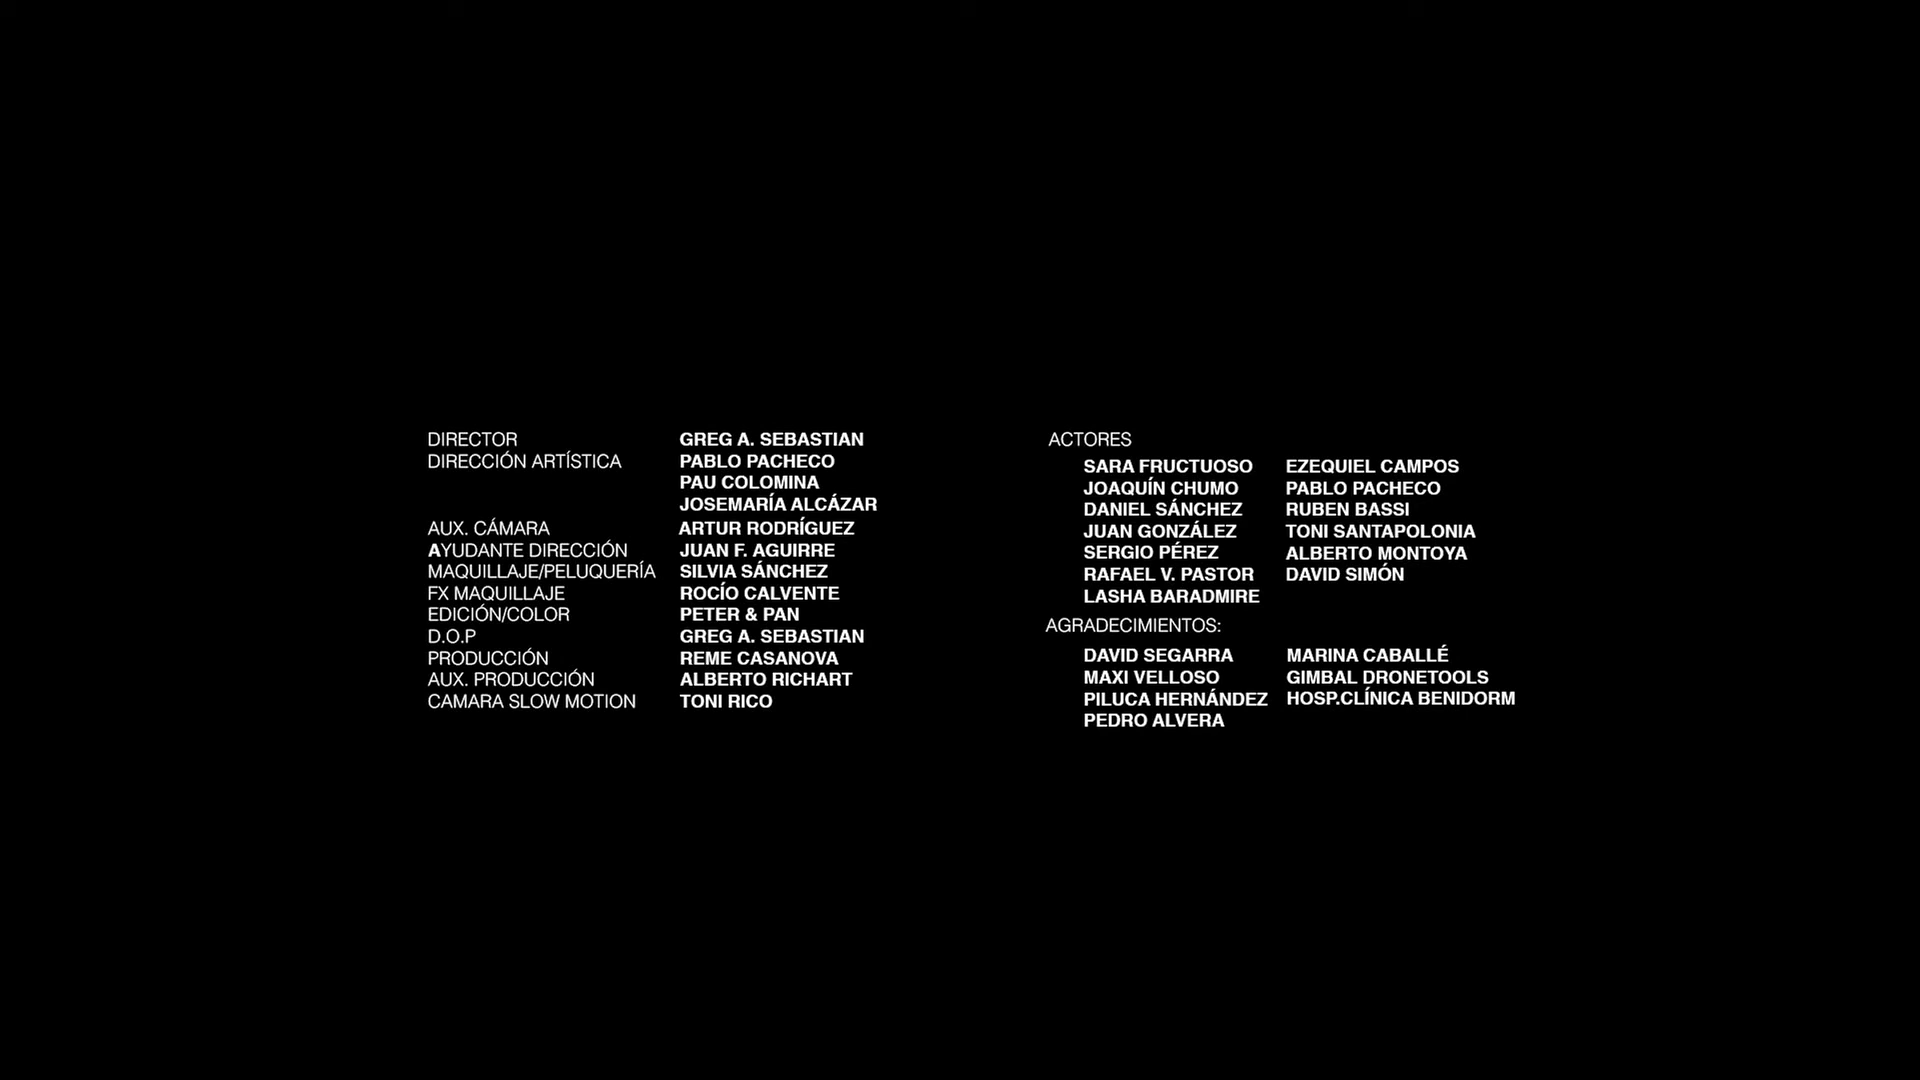 DIRECTOR GREG A. SEBASTIAN
DIRECCIÓN ARTÍSTICA PABLO PACHECO
PAU COLOMINA
JOSEMARÍA ALCÁZAR
AUX. CÁMARA ARTUR RODRÍGUEZ
AYUDANTE DIRECCIÓN JUAN F. AGUIRRE
MAQUILLAJE/PELUQUERÍA SILVIA SÁNCHEZ
FX MAQUILLAJE ROCÍO CALVENTE
EDICIÓN/COLOR PETER & PAN
D.O.P GREG A. SEBASTIAN
PRODUCCIÓN REME CASANOVA
AUX. PRODUCCIÓN ALBERTO RICHART
CAMARA SLOW MOTION TONI RICO
ACTORES
SARA FRUCTUOSO EZEQUIEL CAMPOS
JOAQUÍN CHUMO PABLO PACHECO
DANIEL SÁNCHEZ RUBEN BASSI
JUAN GONZÁLEZ TONI SANTAPOLONIA
SERGIO PÉREZ ALBERTO MONTOYA
RAFAEL V. PASTOR DAVID SIMÓN
LASHA BARADMIRE
AGRADECIMIENTOS:
DAVID SEGARRA MARINA CABALLÉ
MAXI VELLOSO GIMBAL DRONETOOLS
PILUCA HERNÁNDEZ HOSP.CLÍNICA BENIDORM
PEDRO ALVERA